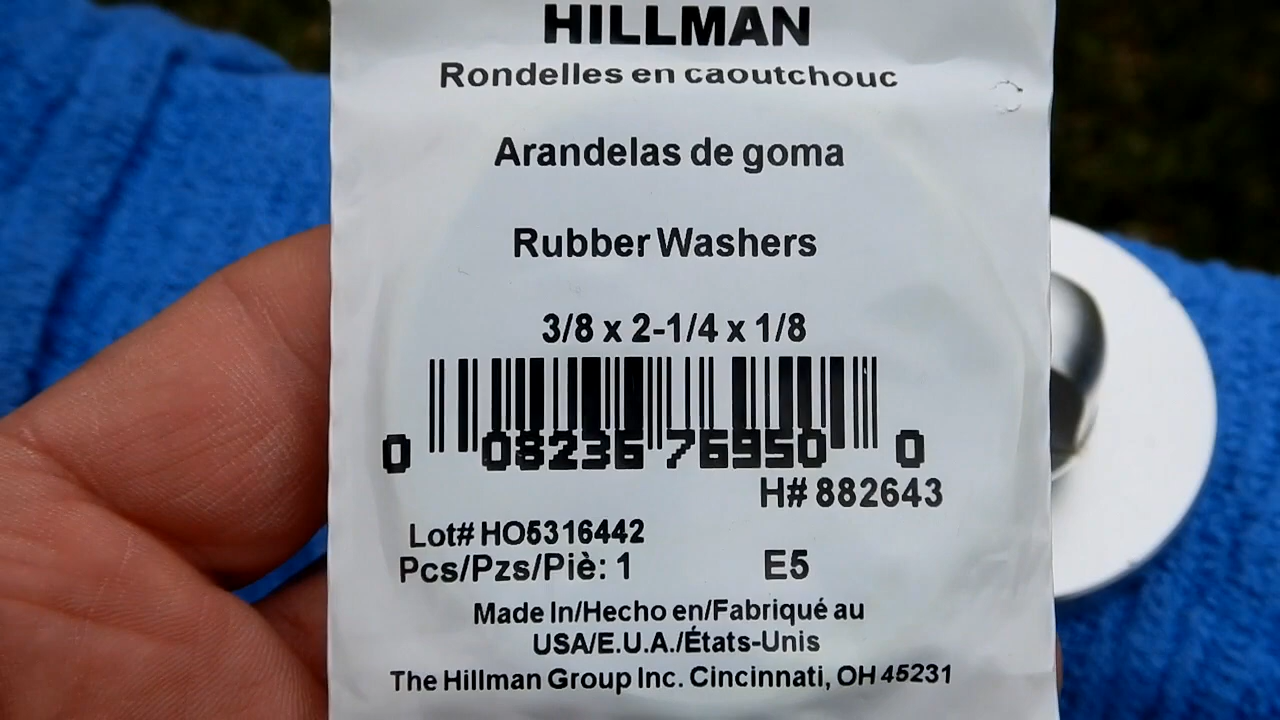 HILLMAN
Rondelles en caoutchouc
Arandelas de goma
Rubber Washers
3/8 x 2-1/4 x 1/8
0 08236 76950 0
H# 882643
Lot# HO5316442
Pcs/Pzs/Piè: 1 E5
Made In/Hecho en/Fabriqué au
USA/E.U.A./États-Unis
The Hillman Group Inc. Cincinnati, OH 45231